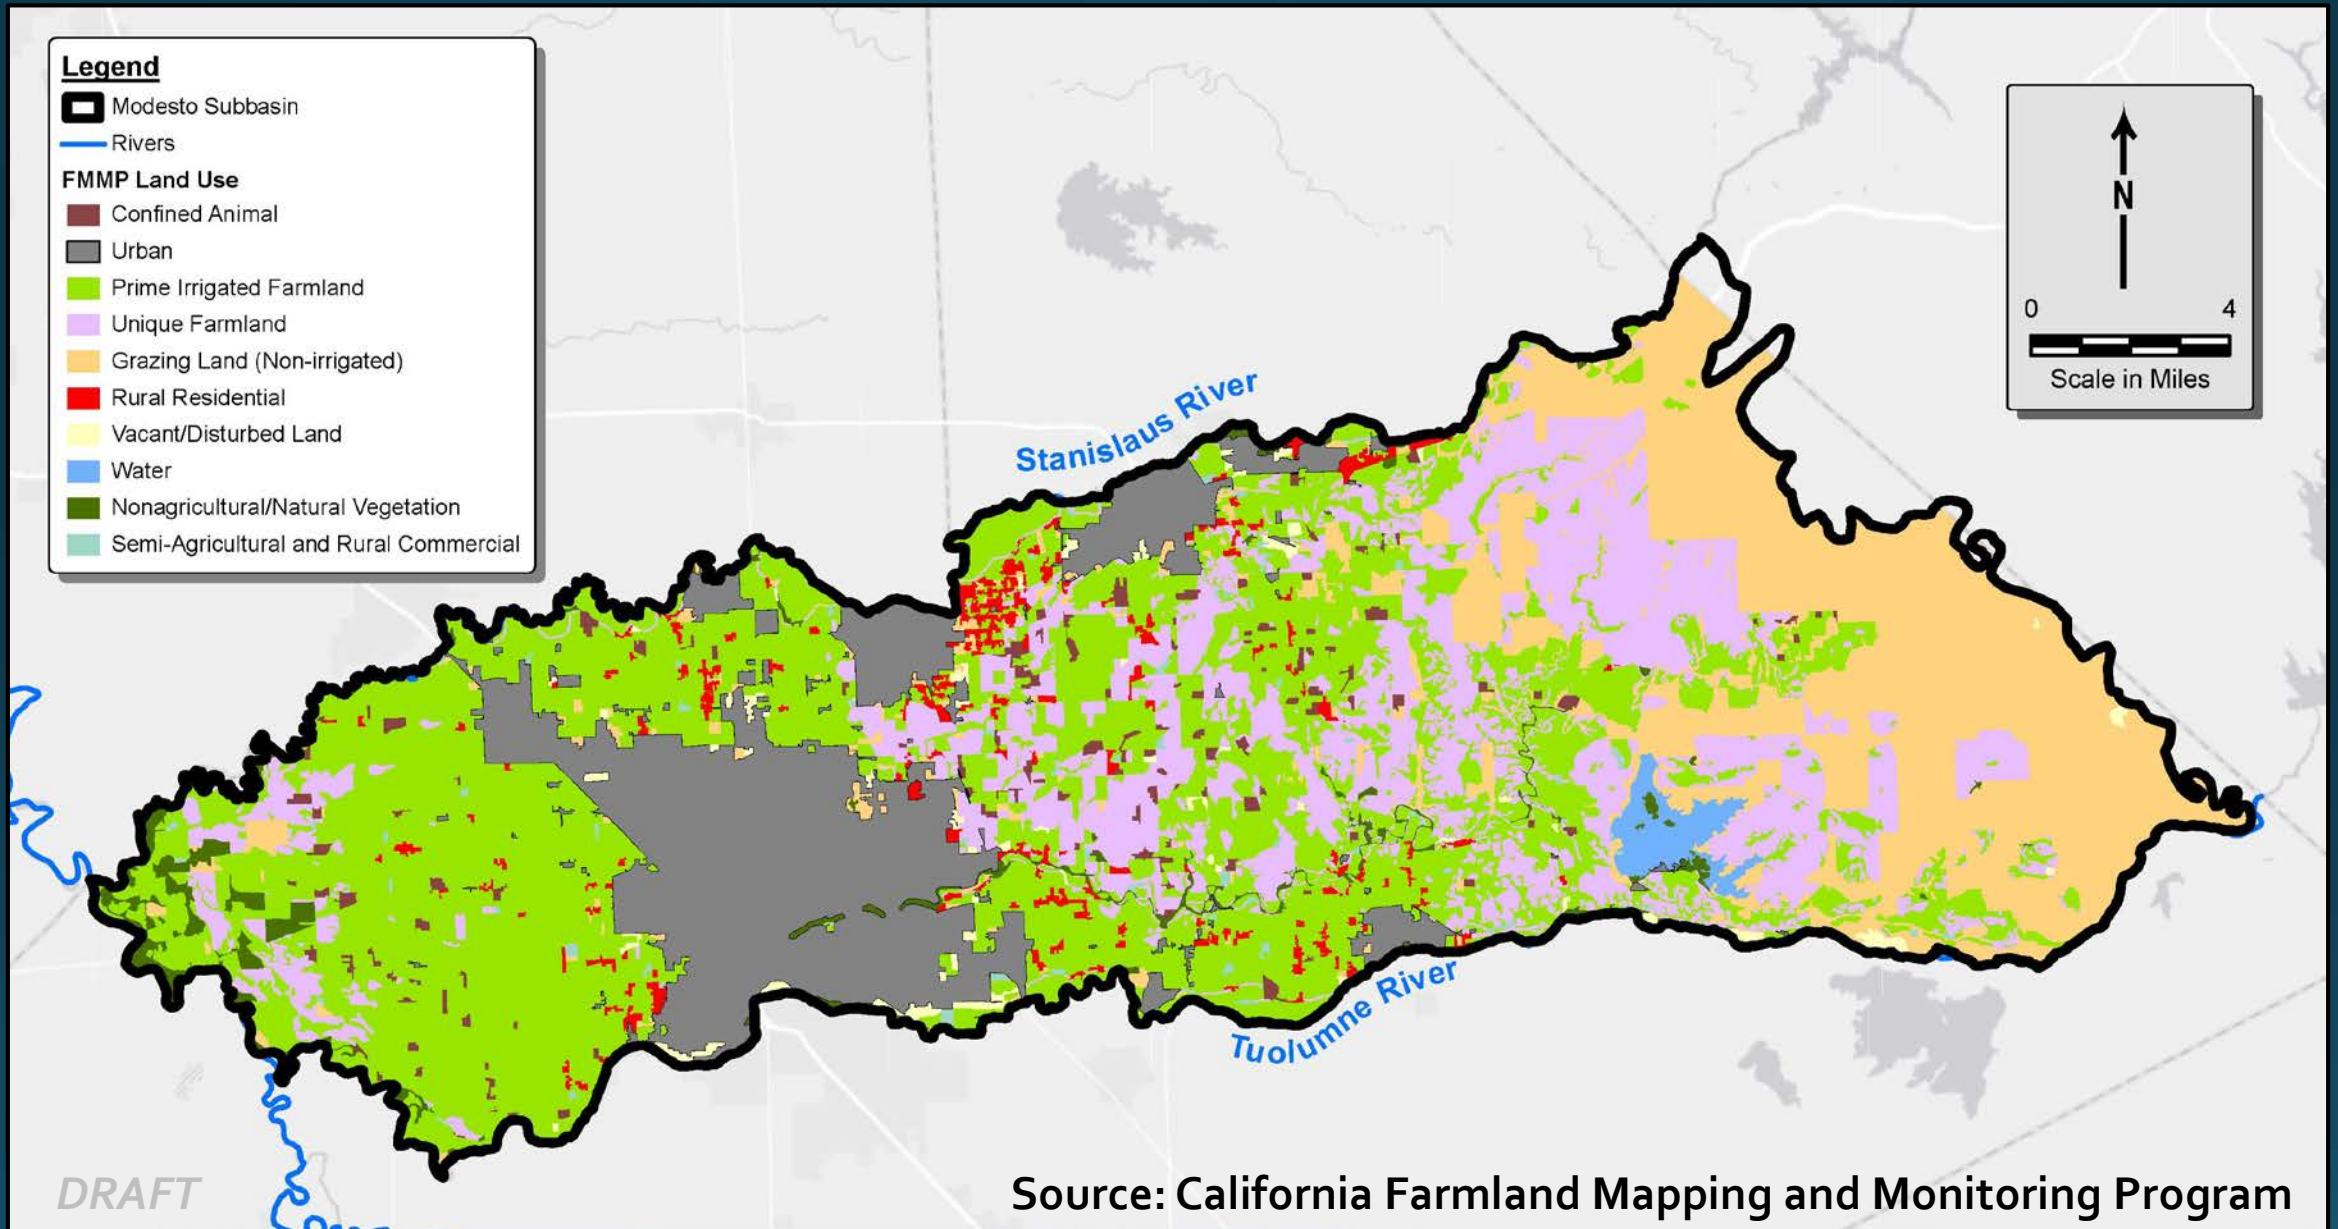 Legend
Modesto Subbasin
Rivers
FMMP Land Use
Confined Animal
Urban
Prime Irrigated Farmland
Unique Farmland
Grazing Land (Non-irrigated)
Rural Residential
Vacant/Disturbed Land
Water
Nonagricultural/Natural Vegetation
Semi-Agricultural and Rural Commercial
N
0 4
Scale in Miles
Stanislaus River
Tuolumne River
DRAFT
Source: California Farmland Mapping and Monitoring Program